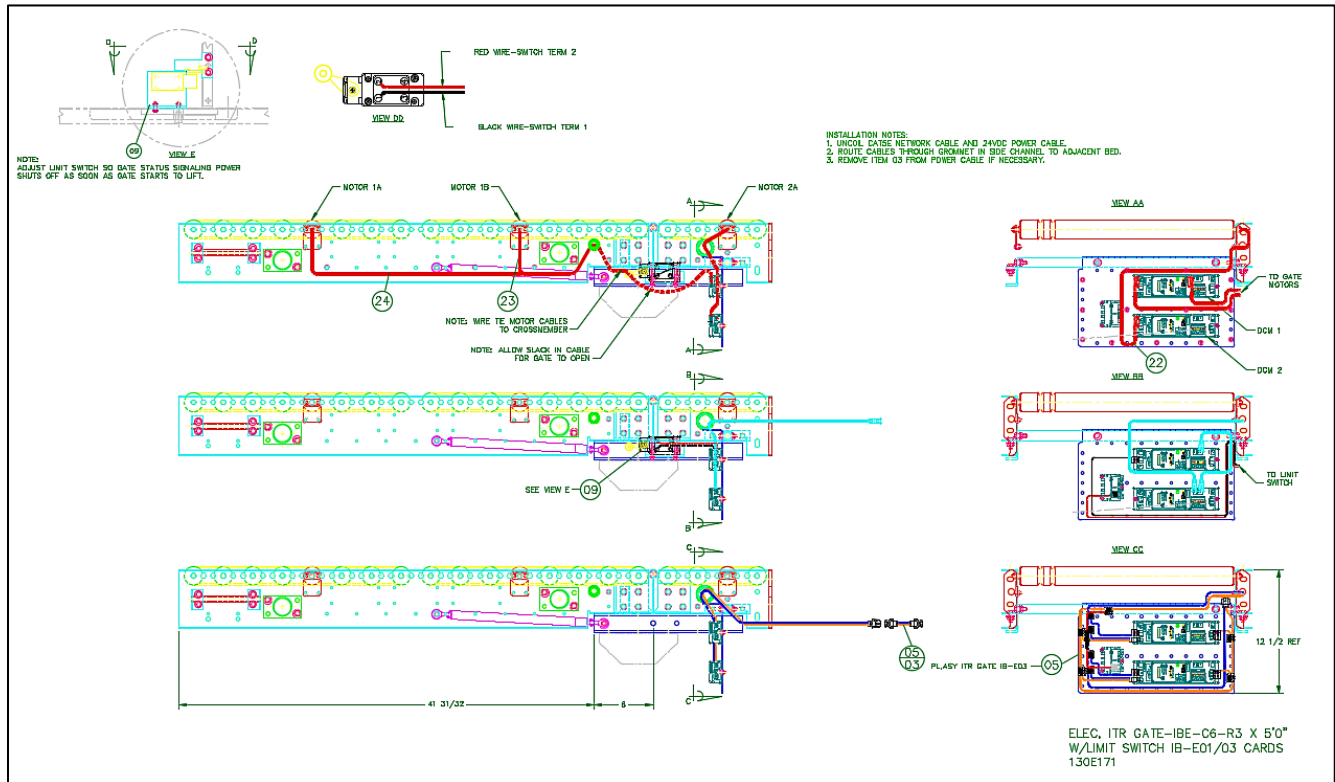 D
D
RED WIRE-SWITCH TERM 2
VIEW DD
BLACK WIRE-SWITCH TERM 1
09
VIEW E
NOTE:
ADJUST LIMIT SWITCH SO GATE STATUS SIGNALING POWER
SHUTS OFF AS SOON AS GATE STARTS TO LIFT.
INSTALLATION NOTES:
1. UNCOIL CAT5E NETWORK CABLE AND 24VDC POWER CABLE.
2. ROUTE CABLES THROUGH GROMMET IN SIDE CHANNEL TO ADJACENT BED.
3. REMOVE ITEM 03 FROM POWER CABLE IF NECESSARY.
MOTOR 1A
MOTOR 1B
A
MOTOR 2A
24
23
NOTE: WIRE TIE MOTOR CABLES
TO CROSSMEMBER
NOTE: ALLOW SLACK IN CABLE
FOR GATE TO OPEN
A
VIEW AA
TO GATE
MOTORS
DCM 1
DCM 2
22
B
SEE VIEW E
09
B
VIEW BB
TO LIMIT
SWITCH
C
05
03
C
41 31/32
6
VIEW CC
PL,ASY ITR GATE IB-E03
05
12 1/2 REF
ELEC, ITR GATE-IBE-C6-R3 X 5'0"
W/LIMIT SWITCH IB-E01/03 CARDS
130E171